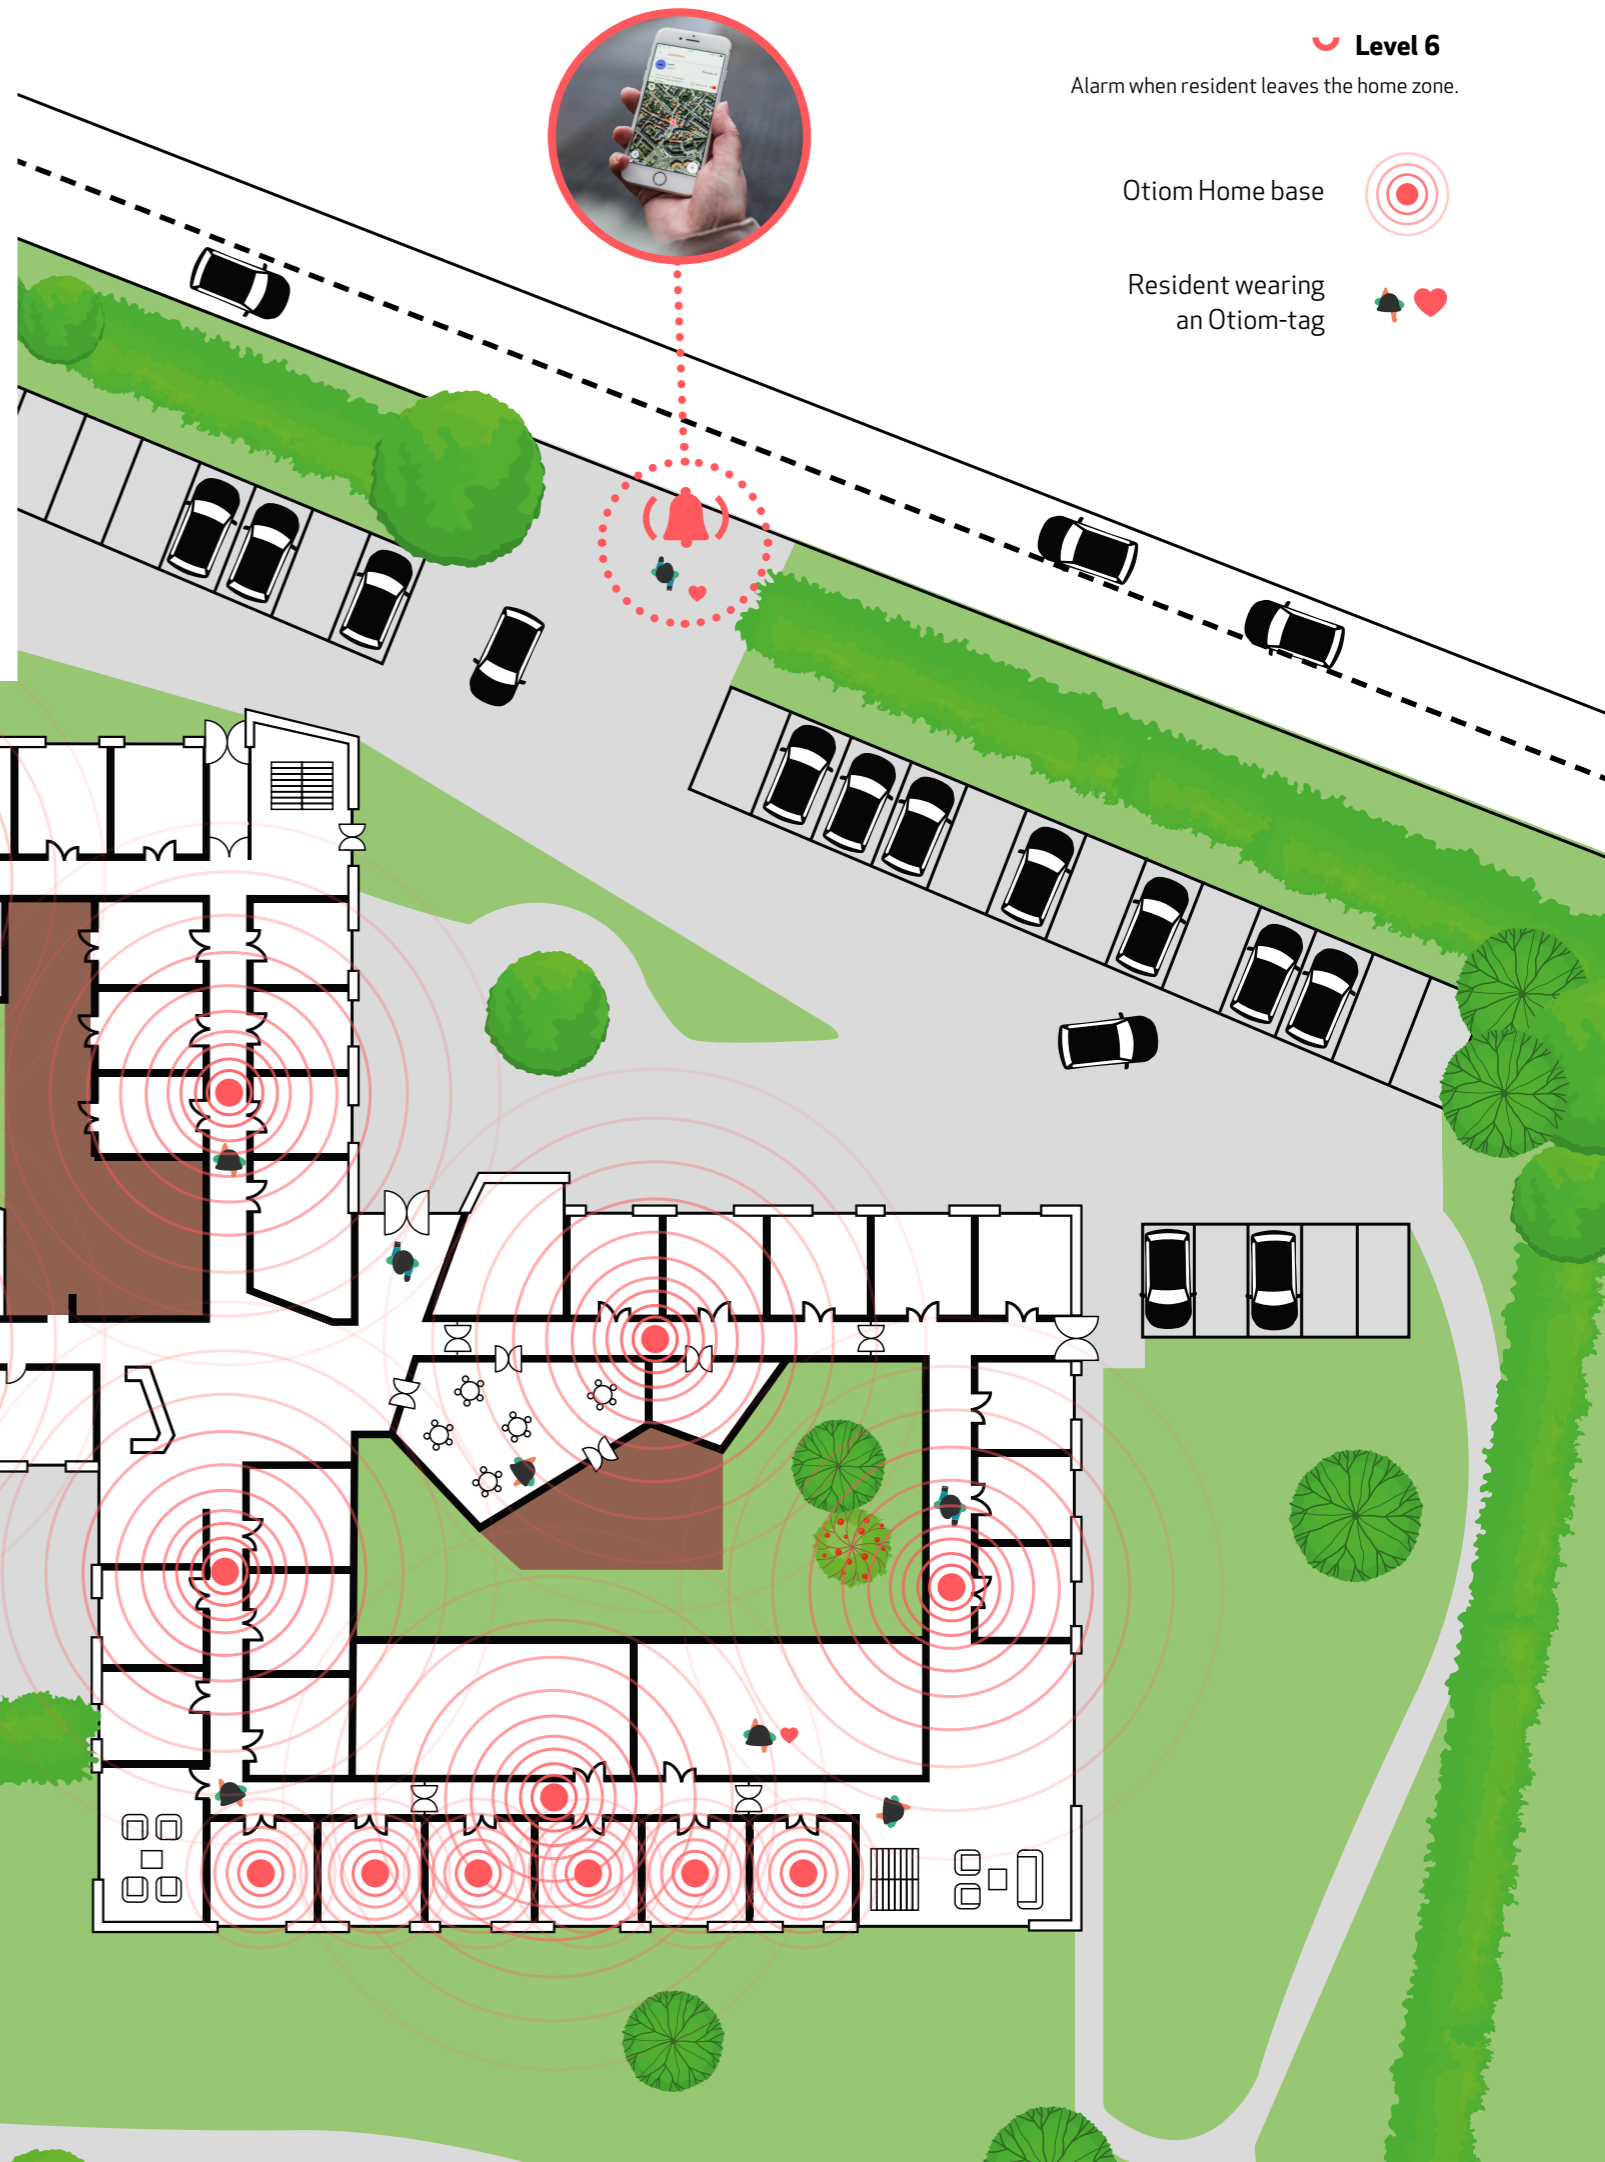 Level 6
Alarm when resident leaves the home zone.
Otiom Home base
Resident wearing
an Otiom-tag